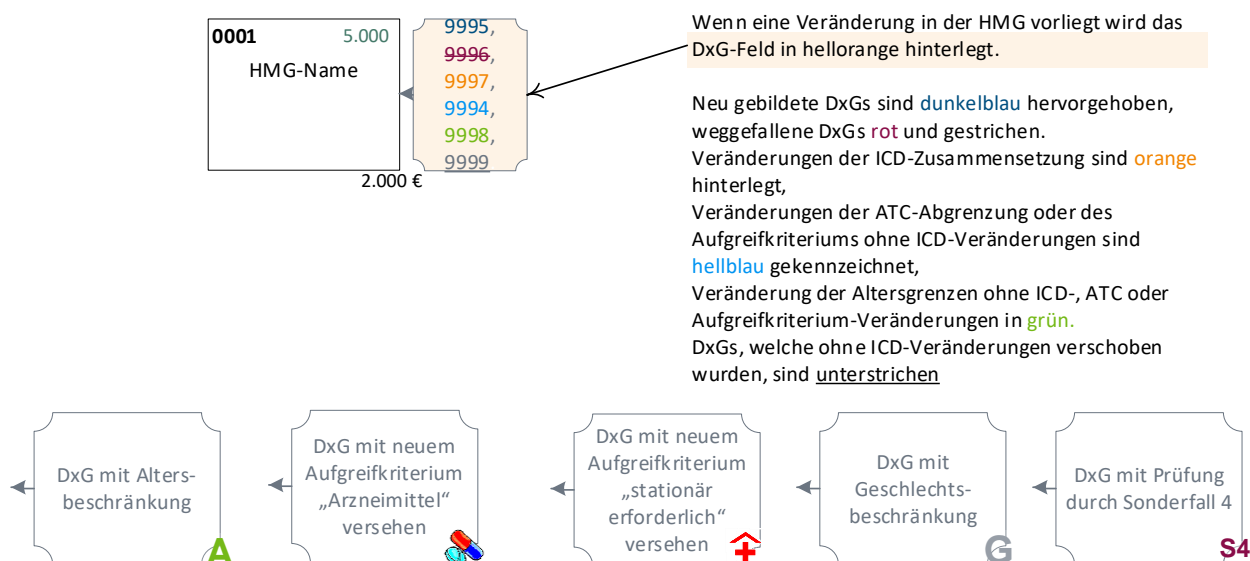 0001 5.000
HMG-Name
2.000 €
9995,
9996,
9997,
9994,
9998,
9999
Wenn eine Veränderung in der HMG vorliegt wird das
DxG-Feld in hellorange hinterlegt.
Neu gebildete DxGs sind dunkelblau hervorgehoben,
weggefallene DxGs rot und gestrichen.
Veränderungen der ICD-Zusammensetzung sind orange
hinterlegt,
Veränderungen der ATC-Abgrenzung oder des
Aufgreifkriteriums ohne ICD-Veränderungen sind
hellblau gekennzeichnet,
Veränderung der Altersgrenzen ohne ICD-, ATC oder
Aufgreifkriterium-Veränderungen in grün.
DxGs, welche ohne ICD-Veränderungen verschoben
wurden, sind unterstrichen
DxG mit Alters-
beschränkung
A
DxG mit neuem
Aufgreifkriterium
„Arzneimittel“
versehen
DxG mit neuem
Aufgreifkriterium
„stationär
erforderlich“
versehen
DxG mit
Geschlechts-
beschränkung
G
DxG mit Prüfung
durch Sonderfall 4
S4